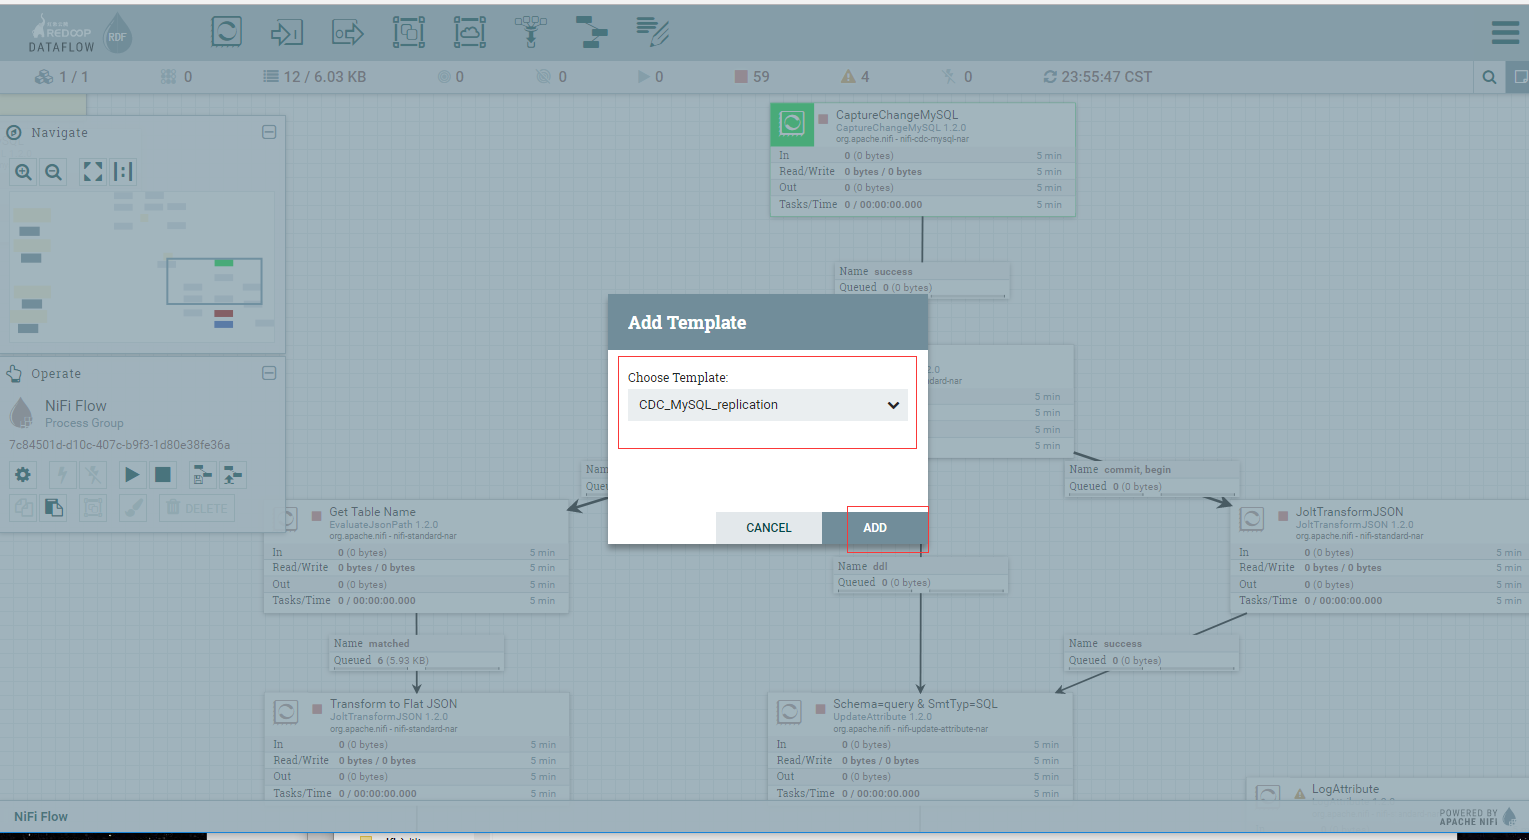 REDOOP
DATAFLOW
RDF
1 / 1
0
12 / 6.03 KB
0
0
0
59
4
0
23:55:47 CST
Navigate
Operate
NiFi Flow
Process Group
7c84501d-d10c-407c-b9f3-1d80e38fe36a
DELETE
CaptureChangeMySQL
CaptureChangeMySQL 1.2.0
org.apache.nifi - nifi-cdc-mysql-nar
In 0 (0 bytes) 5 min
Read/Write 0 bytes / 0 bytes 5 min
Out 0 (0 bytes) 5 min
Tasks/Time 0 / 00:00:00.000 5 min
Name success
Queued 0 (0 bytes)
Add Template
Choose Template:
CDC_MySQL_replication
CANCEL
ADD
2.0
dard-nar
5 min
5 min
5 min
5 min
Nam
Queu
Name commit, begin
Queued 0 (0 bytes)
Get Table Name
EvaluateJsonPath 1.2.0
org.apache.nifi - nifi-standard-nar
In 0 (0 bytes) 5 min
Read/Write 0 bytes / 0 bytes 5 min
Out 0 (0 bytes) 5 min
Tasks/Time 0 / 00:00:00.000 5 min
Name ddl
Queued 0 (0 bytes)
JoltTransformJSON
JoltTransformJSON 1.2.0
org.apache.nifi - nifi-standard-nar
In 0 (0 bytes) 5 min
Read/Write 0 bytes / 0 bytes 5 min
Out 0 (0 bytes) 5 min
Tasks/Time 0 / 00:00:00.000 5 min
Name matched
Queued 6 (5.93 KB)
Name success
Queued 0 (0 bytes)
Transform to Flat JSON
JoltTransformJSON 1.2.0
org.apache.nifi - nifi-standard-nar
In 0 (0 bytes) 5 min
Read/Write 0 bytes / 0 bytes 5 min
Out 0 (0 bytes) 5 min
Tasks/Time 0 / 00:00:00.000 5 min
Schema=query & SmtTyp=SQL
UpdateAttribute 1.2.0
org.apache.nifi - nifi-update-attribute-nar
In 0 (0 bytes) 5 min
Read/Write 0 bytes / 0 bytes 5 min
Out 0 (0 bytes) 5 min
Tasks/Time 0 / 00:00:00.000 5 min
LogAttribute
NiFi Flow
POWERED BY
APACHE NIFI